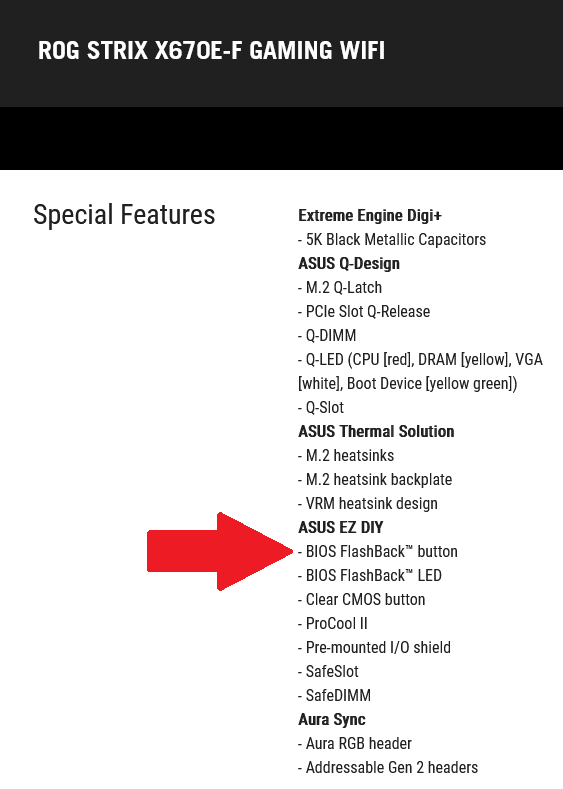 ROG STRIX X670E-F GAMING WIFI
Special Features
Extreme Engine Digi+
- 5K Black Metallic Capacitors
ASUS Q-Design
- M.2 Q-Latch
- PCIe Slot Q-Release
- Q-DIMM
- Q-LED (CPU [red], DRAM [yellow], VGA
[white], Boot Device [yellow green])
- Q-Slot
ASUS Thermal Solution
- M.2 heatsinks
- M.2 heatsink backplate
- VRM heatsink design
ASUS EZ DIY
- BIOS FlashBack™ button
- BIOS FlashBack™ LED
- Clear CMOS button
- ProCool II
- Pre-mounted I/O shield
- SafeSlot
- SafeDIMM
Aura Sync
- Aura RGB header
- Addressable Gen 2 headers